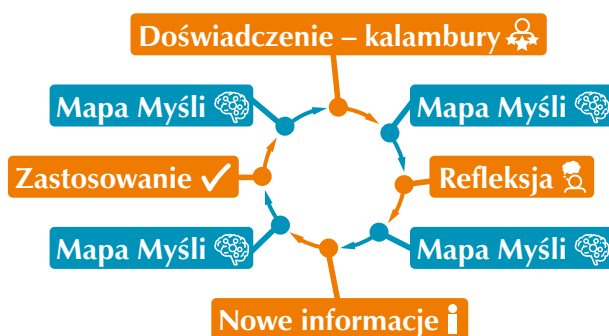 Doświadczenie – kalambury
Mapa Myśli
Mapa Myśli
Zastosowanie
Refleksja
Mapa Myśli
Mapa Myśli
Nowe informacje